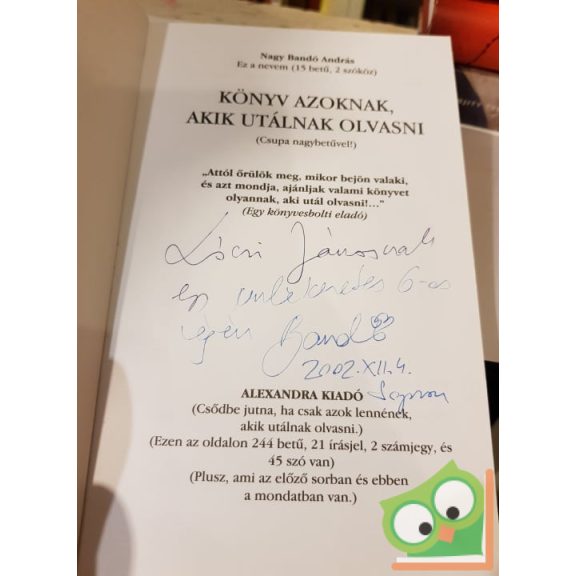 Nagy Bandó András
Ez a nevem (15 betű, 2 szóköz)
KÖNYV AZOKNAK,
AKIK UTÁLNAK OLVASNI
(Csupa nagybetűvel!)
„Attól őrülök meg, mikor bejön valaki,
és azt mondja, ajánljak valami könyvet
olyannak, aki utál olvasni!…"
(Egy könyvesbolti eladó)
Jánosnak
egy emlékezetes 6-os
Bandó
2002.XII.4.
Sopron
ALEXANDRA KIADÓ
(Csődbe jutna, ha csak azok lennének,
akik utálnak olvasni.)
(Ezen az oldalon 244 betű, 21 írásjel, 2 számjegy, és
45 szó van)
(Plusz, ami az előző sorban és ebben
a mondatban van.)